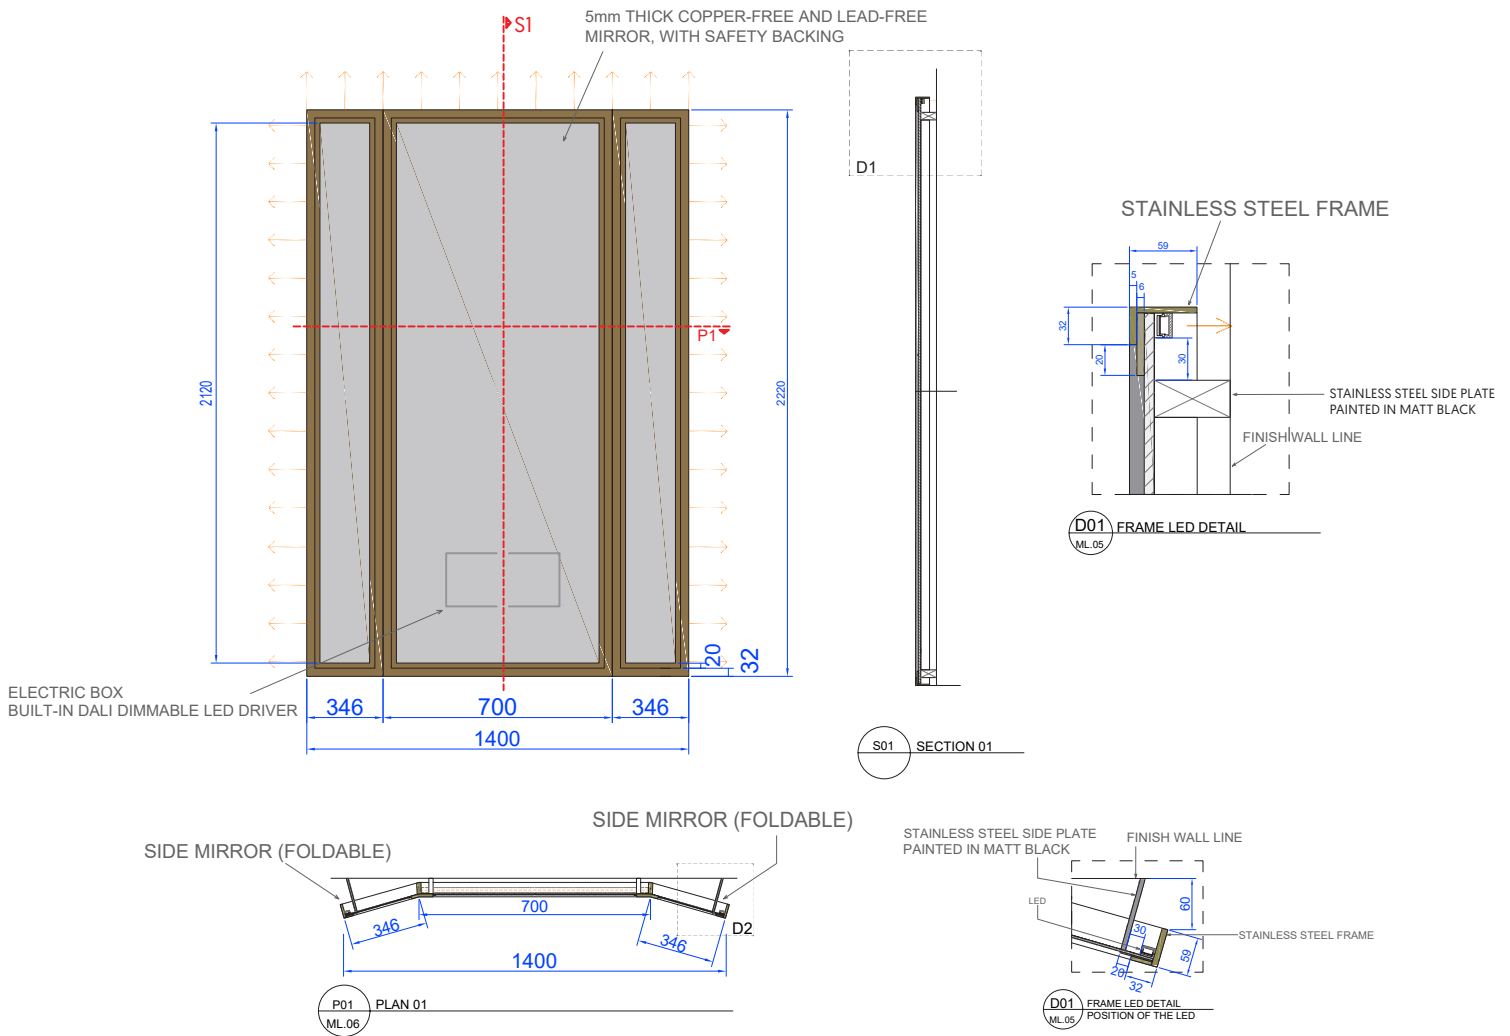 S1
5mm THICK COPPER-FREE AND LEAD-FREE
MIRROR, WITH SAFETY BACKING
P1
2120
2220
20
32
ELECTRIC BOX
BUILT-IN DALI DIMMABLE LED DRIVER
346
700
346
1400
D1
S01
SECTION 01
STAINLESS STEEL FRAME
59
5
6
32
20
30
STAINLESS STEEL SIDE PLATE
PAINTED IN MATT BLACK
FINISH WALL LINE
D01
ML.05
FRAME LED DETAIL
SIDE MIRROR (FOLDABLE)
SIDE MIRROR (FOLDABLE)
346
700
346
1400
D2
P01
ML.06
PLAN 01
STAINLESS STEEL SIDE PLATE
PAINTED IN MATT BLACK
FINISH WALL LINE
LED
60
30
STAINLESS STEEL FRAME
59
20
32
D01
ML.05
FRAME LED DETAIL
POSITION OF THE LED